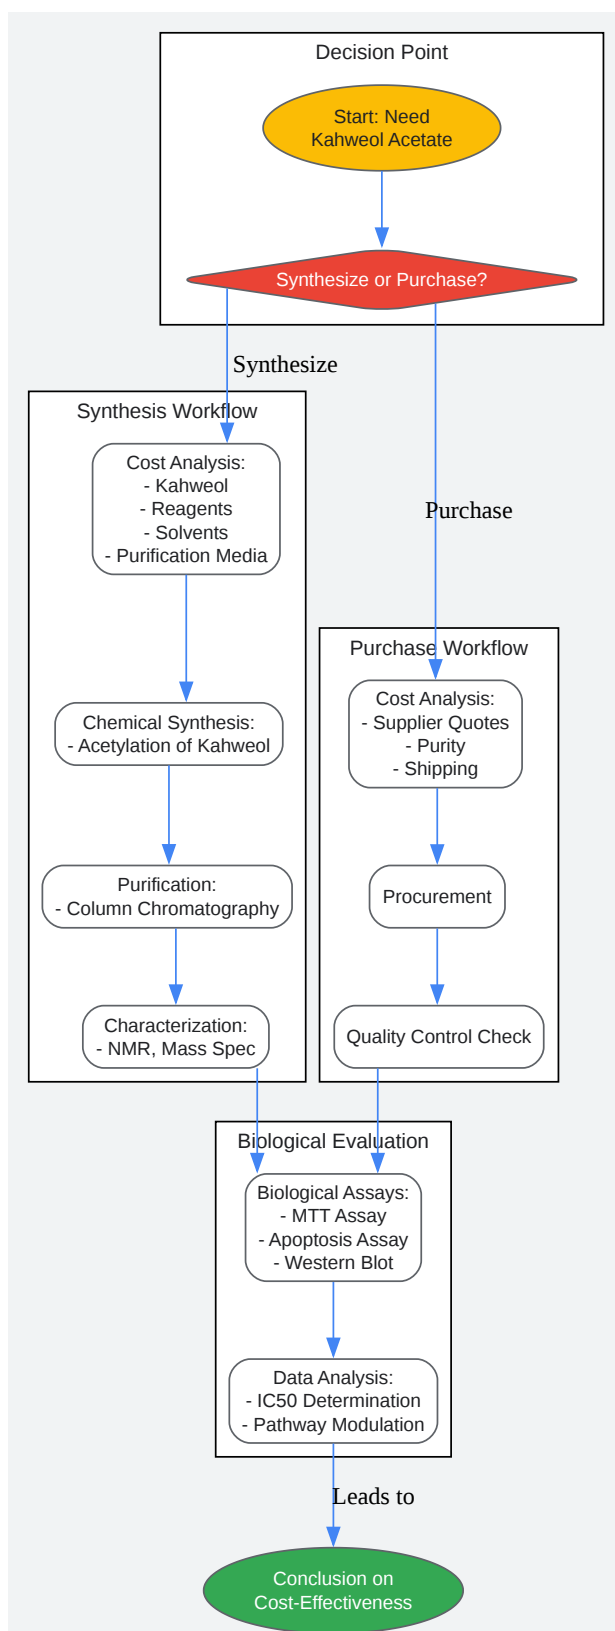 Decision Point
Start: Need
Kahweol Acetate
Synthesize or Purchase?
Synthesize
Synthesis Workflow
Cost Analysis:
- Kahweol
- Reagents
- Solvents
- Purification Media
Chemical Synthesis:
- Acetylation of Kahweol
Purification:
- Column Chromatography
Characterization:
- NMR, Mass Spec
Purchase
Purchase Workflow
Cost Analysis:
- Supplier Quotes
- Purity
- Shipping
Procurement
Quality Control Check
Biological Evaluation
Biological Assays:
- MTT Assay
- Apoptosis Assay
- Western Blot
Data Analysis:
- IC50 Determination
- Pathway Modulation
Leads to
Conclusion on
Cost-Effectiveness